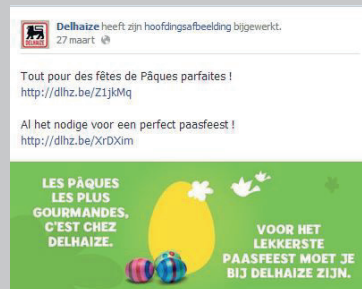 Delhaize heeft zijn hoofdingsafbeelding bijgewerkt.
27 maart
DELHAIZE
Tout pour des fêtes de Pâques parfaites !
http://dlhz.be/Z1jkMq
Al het nodige voor een perfect paasfeest !
http://dlhz.be/XrDXim
LES PÂQUES
LES PLUS
GOURMANDES,
C'EST CHEZ
DELHAIZE.
VOOR HET
LEKKERSTE
PAASFEEST MOET JE
BIJ DELHAIZE ZIJN.